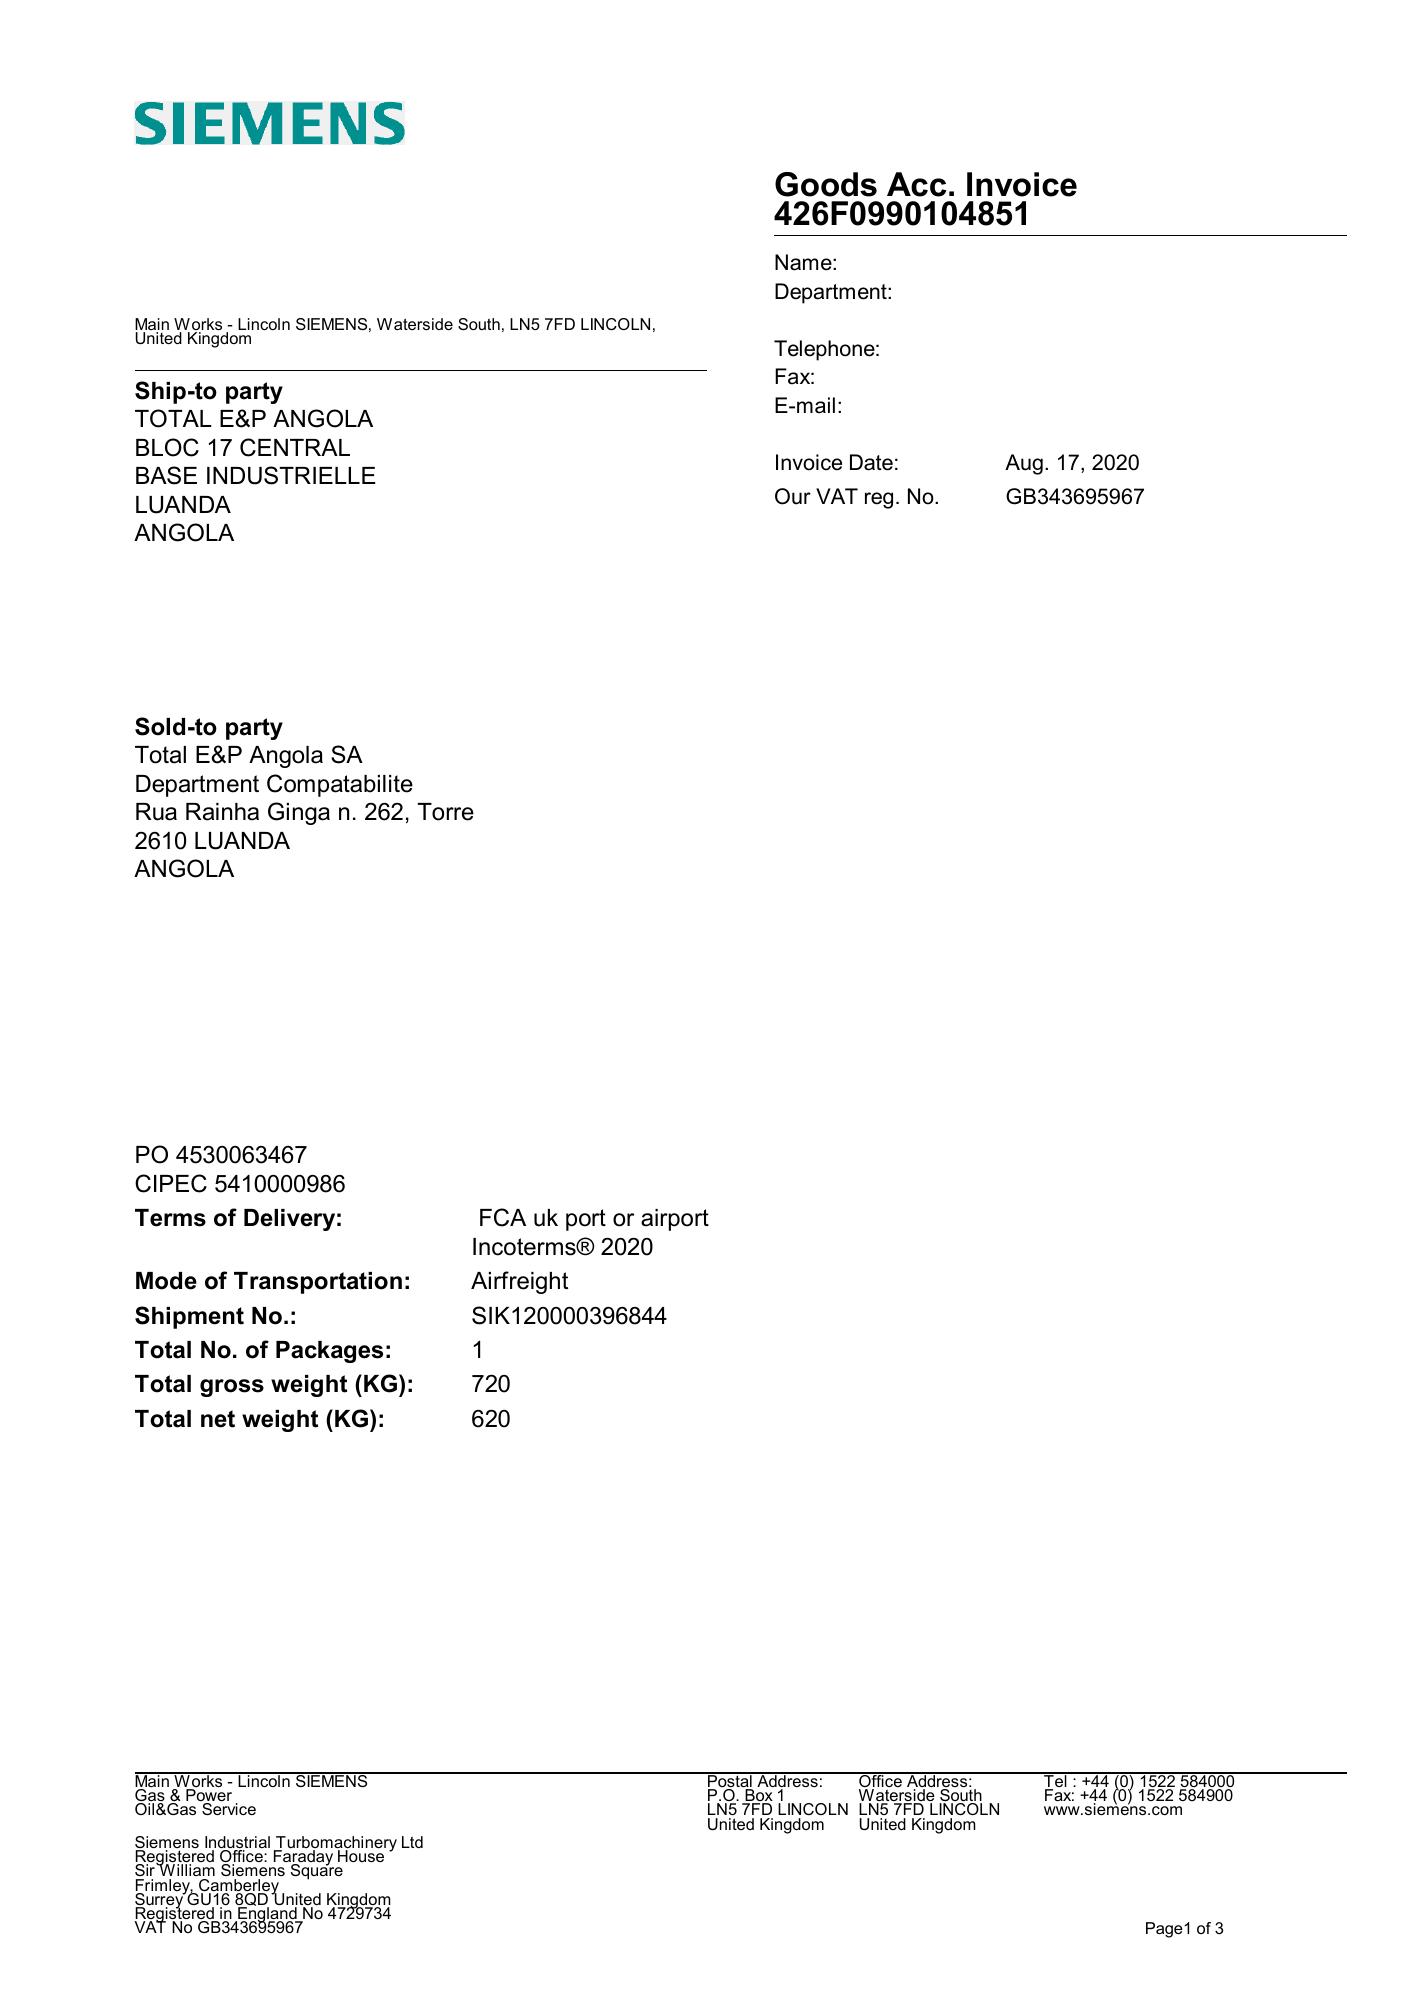 SIEMENS
Goods Acc. Invoice
426F0990104851
Name:
Department:
Telephone:
Fax:
E-mail:
Invoice Date: Aug. 17, 2020
Our VAT reg. No. GB343695967
Main Works - Lincoln SIEMENS, Waterside South, LN5 7FD LINCOLN,
United Kingdom
Ship-to party
TOTAL E&P ANGOLA
BLOC 17 CENTRAL
BASE INDUSTRIELLE
LUANDA
ANGOLA
Sold-to party
Total E&P Angola SA
Department Compatabilite
Rua Rainha Ginga n. 262, Torre
2610 LUANDA
ANGOLA
PO 4530063467
CIPEC 5410000986
Terms of Delivery: FCA uk port or airport
Incoterms® 2020
Mode of Transportation: Airfreight
Shipment No.: SIK120000396844
Total No. of Packages: 1
Total gross weight (KG): 720
Total net weight (KG): 620
Main Works - Lincoln SIEMENS
Gas & Power
Oil&Gas Service
Siemens Industrial Turbomachinery Ltd
Registered Office: Faraday House
Sir William Siemens Square
Frimley, Camberley
Surrey GU16 8QD United Kingdom
Registered in England No 4729734
VAT No GB343695967
Postal Address:
P.O. Box 1
LN5 7FD LINCOLN
United Kingdom
Office Address:
Waterside South
LN5 7FD LINCOLN
United Kingdom
Tel : +44 (0) 1522 584000
Fax: +44 (0) 1522 584900
www.siemens.com
Page1 of 3